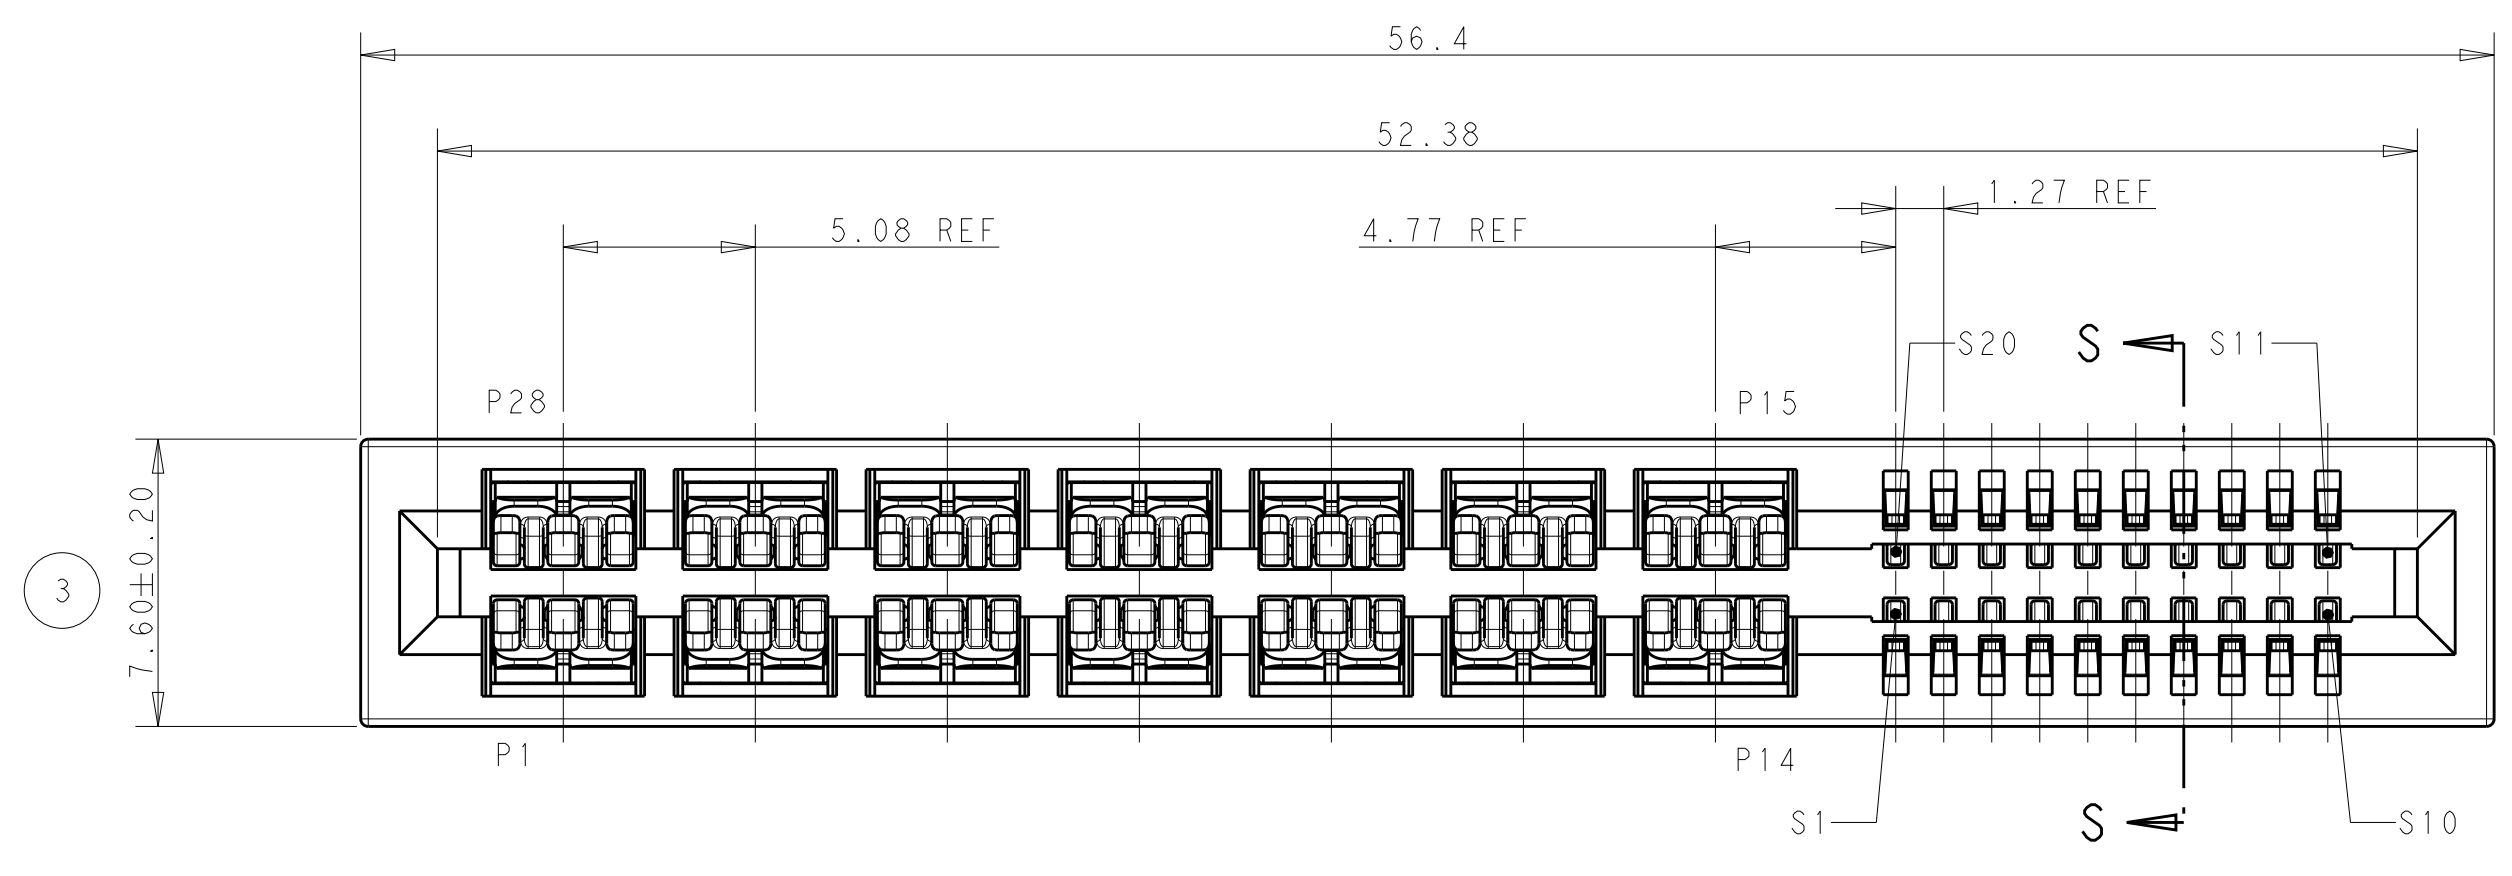 56.4
52.38
1.27 REF
5.08 REF
4.77 REF
S20
S
S11
P28
P15
7.60±0.20
3
P1
P14
S1
S
S10